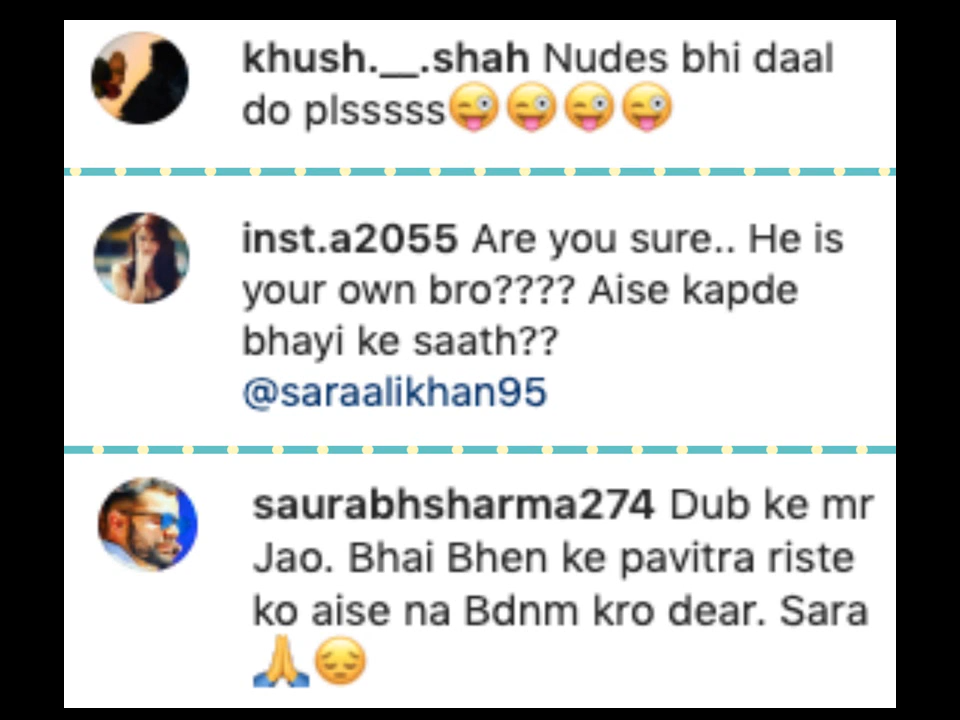 khush.__.shah Nudes bhi daal
do plsssss😜😜😜😜
inst.a2055 Are you sure.. He is
your own bro???? Aise kapde
bhayi ke saath??
@saraalikhan95
saurabhsharma274 Dub ke mr
Jao. Bhai Bhen ke pavitra riste
ko aise na Bdnm kro dear. Sara
🙏😔